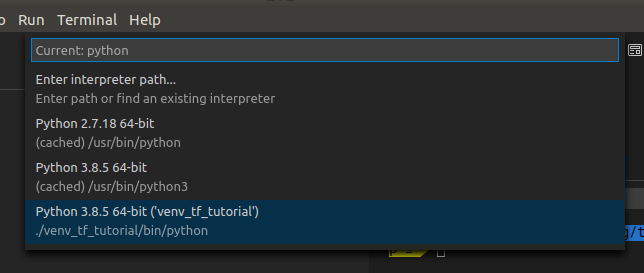 Run Terminal Help
Current: python
Enter interpreter path...
Enter path or find an existing interpreter
Python 2.7.18 64-bit
(cached) /usr/bin/python
Python 3.8.5 64-bit
(cached) /usr/bin/python3
Python 3.8.5 64-bit ('venv_tf_tutorial')
./venv_tf_tutorial/bin/python